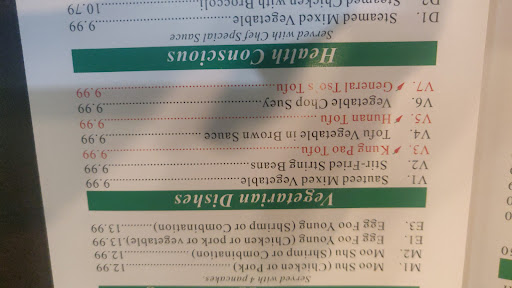 Served with 4 pancakes.
M1. Moo Shu (Chicken or Pork)..................12.99
M2. Moo Shu (Shrimp or Combination)..........12.99
E1. Egg Foo Young (Chicken or pork or vegetable).13.99
E3. Egg Foo Young (Shrimp or Combination).........13.99
Vegetarian Dishes
V1. Sauteed Mixed Vegetable..............................9.99
V2. Stir-Fried String Beans..............................9.99
V3. Kung Pao Tofu..............................9.99
V4. Tofu Vegetable in Brown Sauce....................9.99
V5. Hunan Tofu..............................9.99
V6. Vegetable Chop Suey..............................9.99
V7. General Tso's Tofu..............................9.99
Health Conscious
Served with Chef Special Sauce
D1. Steamed Mixed Vegetable..............................9.99
D2. Steamed Chicken with Broccoli....................10.79